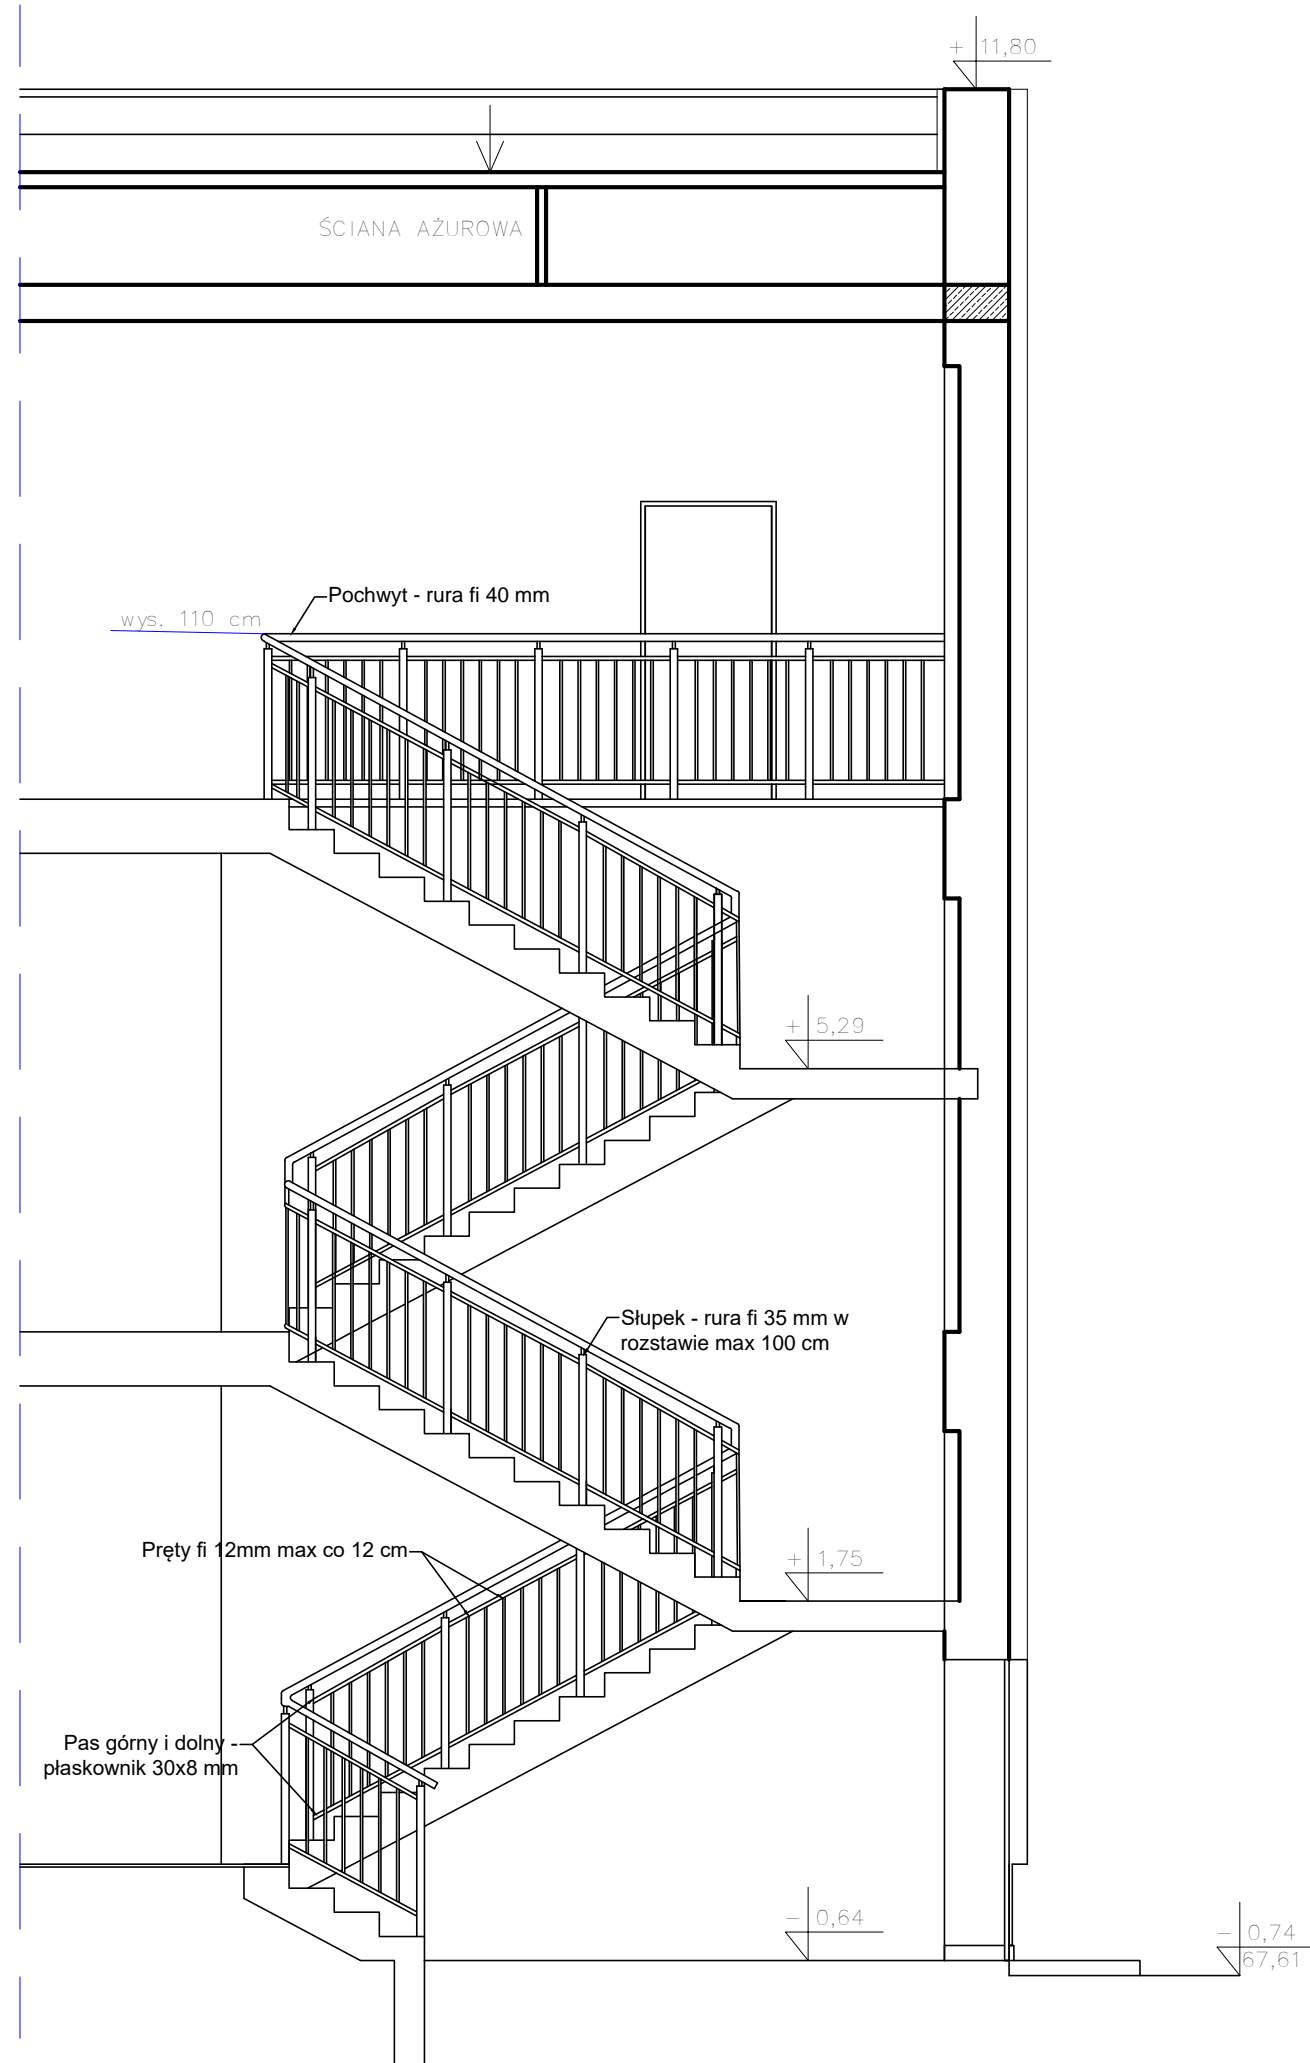 + 11,80
ŚCIANA AŻUROWA
Pochwyt - rura fi 40 mm
wys. 110 cm
+ 5,29
Słupek - rura fi 35 mm w
rozstawie max 100 cm
Pręty fi 12mm max co 12 cm
+ 1,75
Pas górny i dolny -
płaskownik 30x8 mm
- 0,64
- 0,74
67,61